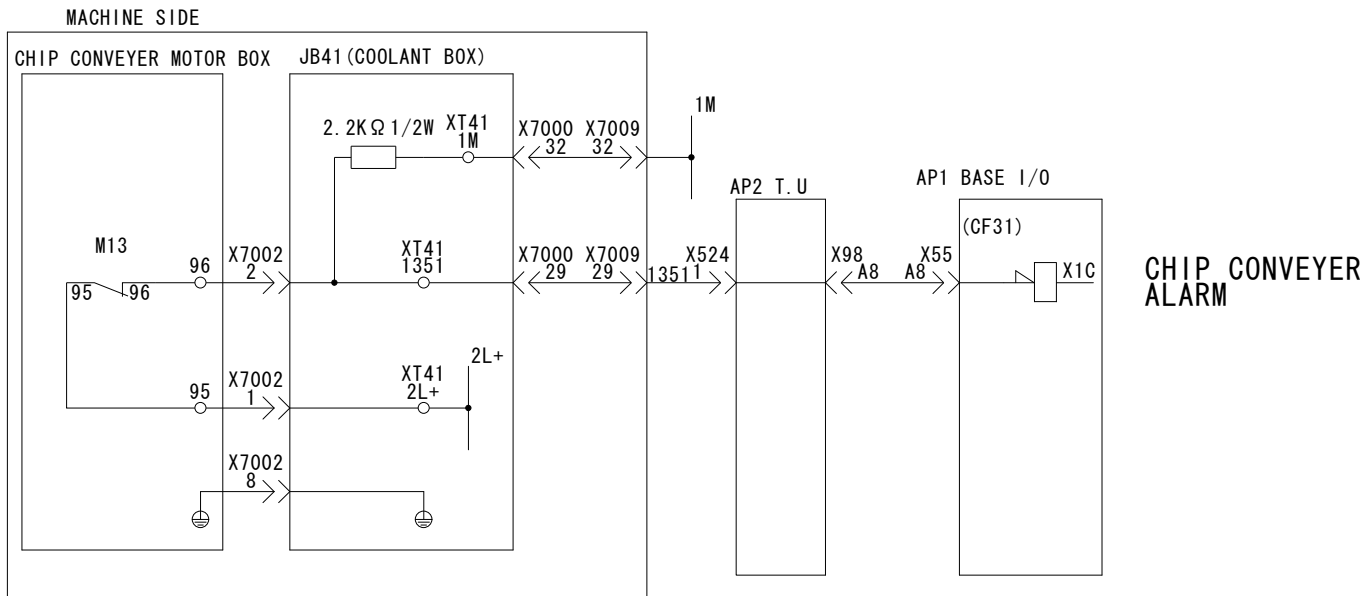 MACHINE SIDE
CHIP CONVEYER MOTOR BOX
JB41(COOLANT BOX)
1M
2.2KΩ1/2W
XT41
1M
X7000
32
X7009
32
AP2 T.U
AP1 BASE I/O
(CF31)
M13
95
96
96
X7002
2
XT41
1351
X7000
29
X7009
29
1351
X524
1
X98
A8
X55
A8
X1C
CHIP CONVEYER
ALARM
95
X7002
1
XT41
2L+
2L+
X7002
8